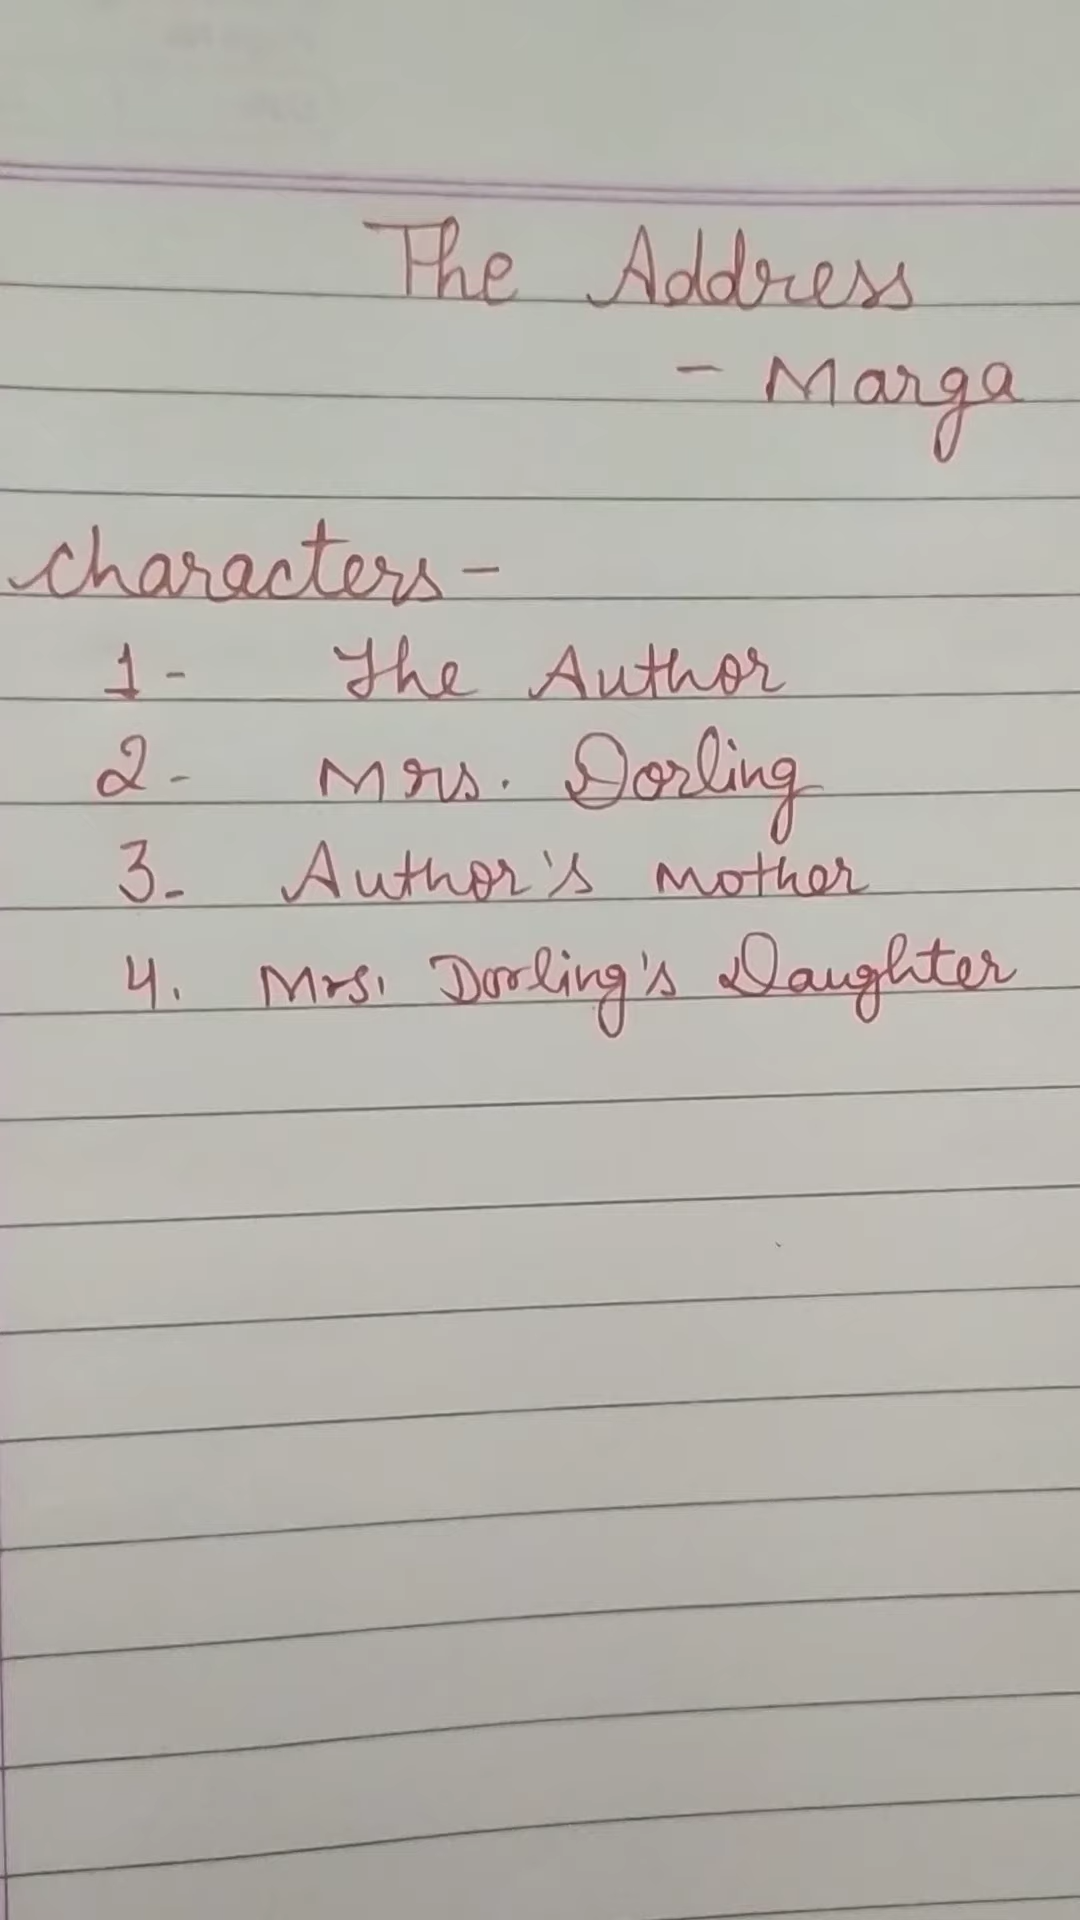 The Address
- Marga
Characters -
1- The Author
2- Mrs. Dorling
3- Author's Mother
4. Mrs. Dorling's Daughter